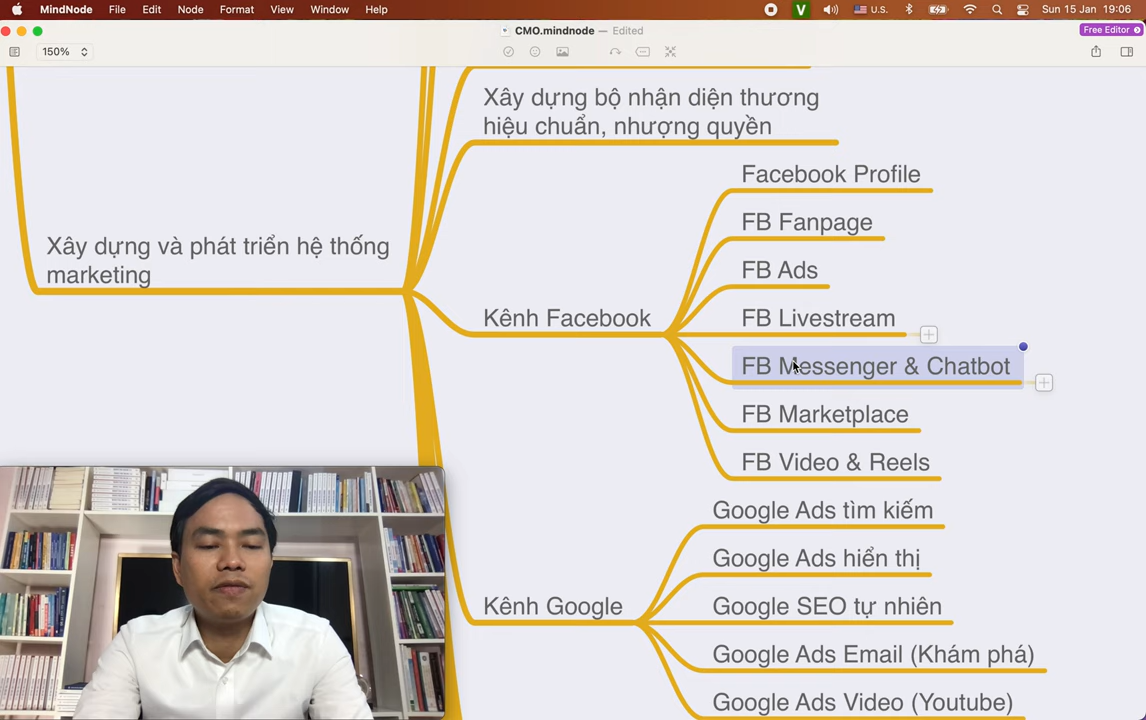 MindNode File Edit Node Format View Window Help V U.S. Sun 15 Jan 19:06
CMO.mindnode — Edited
Free Editor
150%
Xây dựng bộ nhận diện thương
hiệu chuẩn, nhượng quyền
Facebook Profile
FB Fanpage
Xây dựng và phát triển hệ thống
marketing
FB Ads
Kênh Facebook
FB Livestream
FB Messenger & Chatbot
FB Marketplace
FB Video & Reels
Google Ads tìm kiếm
Google Ads hiển thị
Kênh Google
Google SEO tự nhiên
Google Ads Email (Khám phá)
Google Ads Video (Youtube)